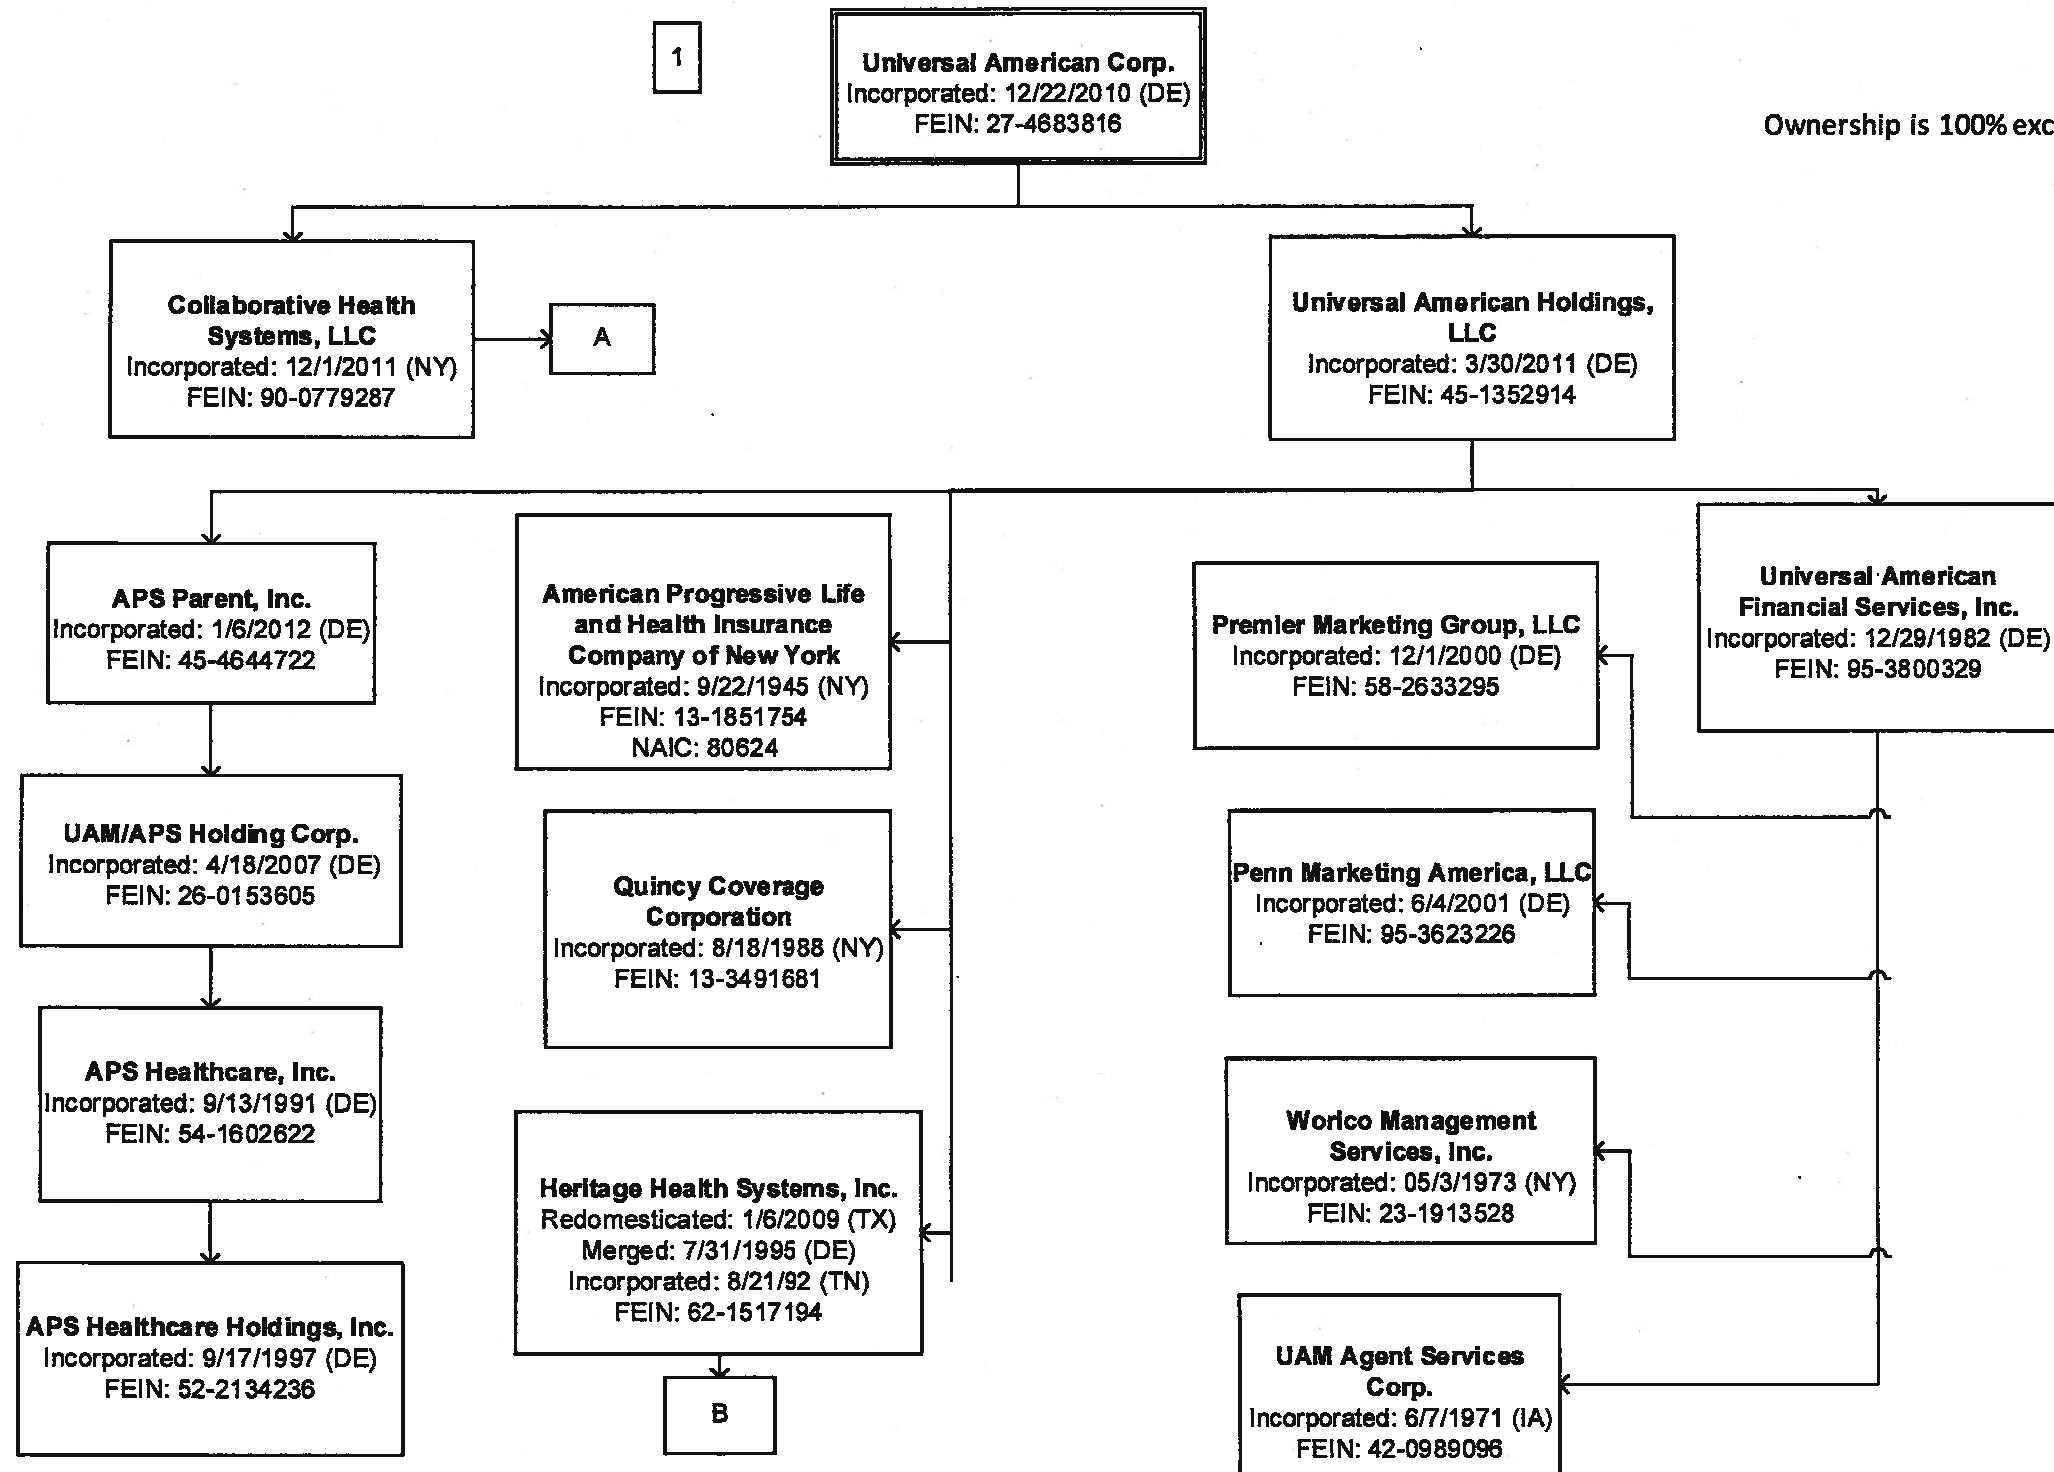 1
Universal American Corp.
Incorporated: 12/22/2010 (DE)
FEIN: 27-4683816
Ownership is 100% exc
Collaborative Health
Systems, LLC
Incorporated: 12/1/2011 (NY)
FEIN: 90-0779287
A
Universal American Holdings,
LLC
Incorporated: 3/30/2011 (DE)
FEIN: 45-1352914
APS Parent, Inc.
Incorporated: 1/6/2012 (DE)
FEIN: 45-4644722
American Progressive Life
and Health Insurance
Company of New York
Incorporated: 9/22/1945 (NY)
FEIN: 13-1851754
NAIC: 80624
Premier Marketing Group, LLC
Incorporated: 12/1/2000 (DE)
FEIN: 58-2633295
Universal American
Financial Services, Inc.
Incorporated: 12/29/1982 (DE)
FEIN: 95-3800329
UAM/APS Holding Corp.
Incorporated: 4/18/2007 (DE)
FEIN: 26-0153605
Quincy Coverage
Corporation
Incorporated: 8/18/1988 (NY)
FEIN: 13-3491681
Penn Marketing America, LLC
Incorporated: 6/4/2001 (DE)
FEIN: 95-3623226
APS Healthcare, Inc.
Incorporated: 9/13/1991 (DE)
FEIN: 54-1602622
Heritage Health Systems, Inc.
Redomesticated: 1/6/2009 (TX)
Merged: 7/31/1995 (DE)
Incorporated: 8/21/92 (TN)
FEIN: 62-1517194
Worlco Management
Services, Inc.
Incorporated: 05/3/1973 (NY)
FEIN: 23-1913528
APS Healthcare Holdings, Inc.
Incorporated: 9/17/1997 (DE)
FEIN: 52-2134236
B
UAM Agent Services
Corp.
Incorporated: 6/7/1971 (IA)
FEIN: 42-0989096